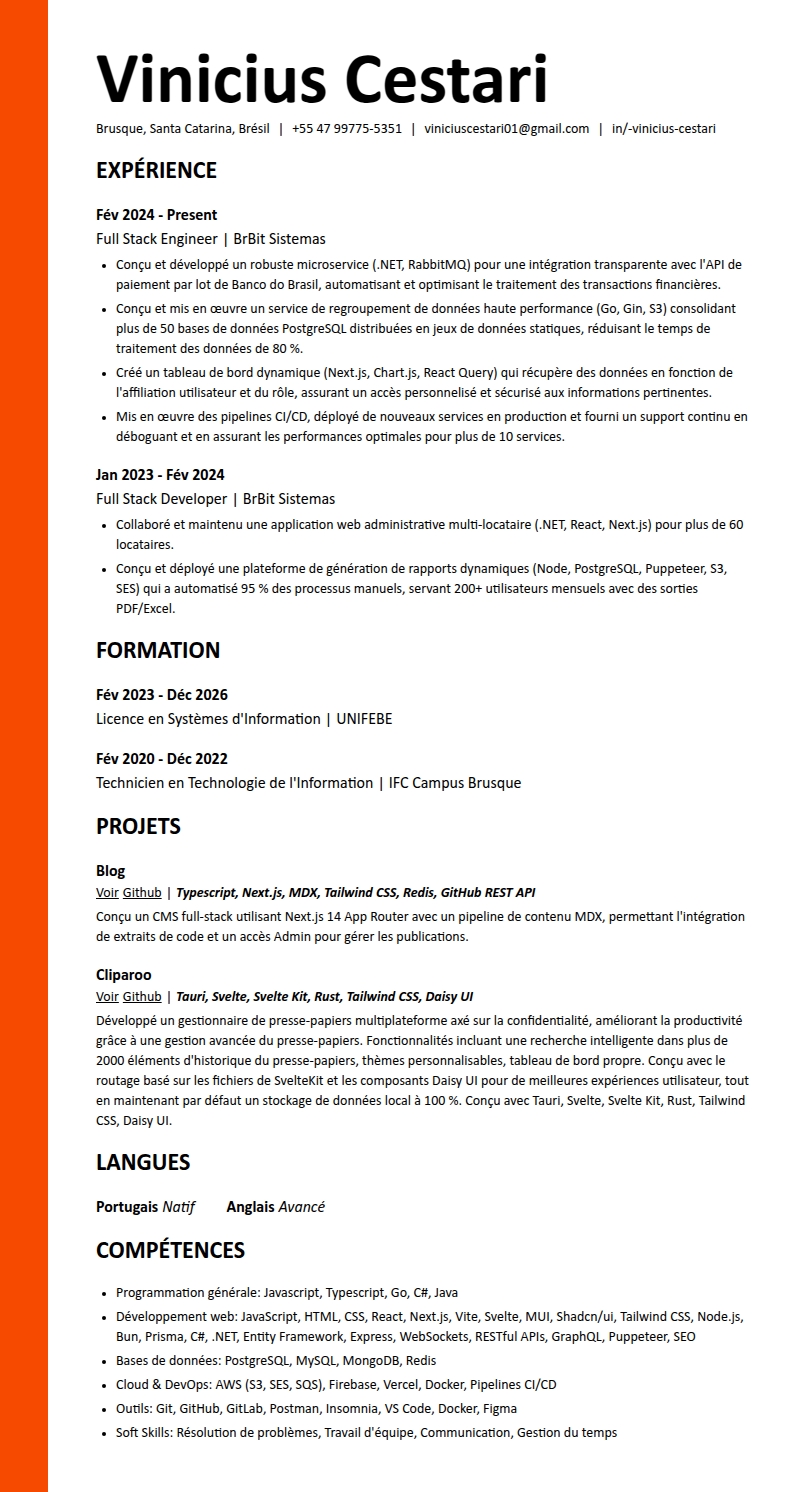 Vinicius Cestari
Brusque, Santa Catarina, Brésil | +55 47 99775-5351 | viniciuscestari01@gmail.com | in/-vinicius-cestari
EXPÉRIENCE
Fév 2024 - Present
Full Stack Engineer | BrBit Sistemas
• Conçu et développé un robuste microservice (.NET, RabbitMQ) pour une intégration transparente avec l'API de
paiement par lot de Banco do Brasil, automatisant et optimisant le traitement des transactions financières.
• Conçu et mis en œuvre un service de regroupement de données haute performance (Go, Gin, S3) consolidant
plus de 50 bases de données PostgreSQL distribuées en jeux de données statiques, réduisant le temps de
traitement des données de 80 %.
• Créé un tableau de bord dynamique (Next.js, Chart.js, React Query) qui récupère des données en fonction de
l'affiliation utilisateur et du rôle, assurant un accès personnelisé et sécurisé aux informations pertinentes.
• Mis en œuvre des pipelines CI/CD, déployé de nouveaux services en production et fourni un support continu en
déboguant et en assurant les performances optimales pour plus de 10 services.
Jan 2023 - Fév 2024
Full Stack Developer | BrBit Sistemas
• Collaboré et maintenu une application web administrative multi-locataire (.NET, React, Next.js) pour plus de 60
locataires.
• Conçu et déployé une plateforme de génération de rapports dynamiques (Node, PostgreSQL, Puppeteer, S3,
SES) qui a automatisé 95 % des processus manuels, servant 200+ utilisateurs mensuels avec des sorties
PDF/Excel.
FORMATION
Fév 2023 - Déc 2026
Licence en Systèmes d'Information | UNIFEBE
Fév 2020 - Déc 2022
Technicien en Technologie de l'Information | IFC Campus Brusque
PROJETS
Blog
Voir Github | Typescript, Next.js, MDX, Tailwind CSS, Redis, GitHub REST API
Conçu un CMS full-stack utilisant Next.js 14 App Router avec un pipeline de contenu MDX, permettant l'intégration
de extraits de code et un accès Admin pour gérer les publications.
Cliparoo
Voir Github | Tauri, Svelte, Svelte Kit, Rust, Tailwind CSS, Daisy UI
Développé un gestionnaire de presse-papiers multiplateforme axé sur la confidentialité, améliorant la productivité
grâce à une gestion avancée du presse-papiers. Fonctionnalités incluant une recherche intelligente dans plus de
2000 éléments d'historique du presse-papiers, thèmes personnalisables, tableau de bord propre. Conçu avec le
routage basé sur les fichiers de SvelteKit et les composants Daisy UI pour de meilleures expériences utilisateur, tout
en maintenant par défaut un stockage de données local à 100 %. Conçu avec Tauri, Svelte, Svelte Kit, Rust, Tailwind
CSS, Daisy UI.
LANGUES
Portugais Natif Anglais Avancé
COMPÉTENCES
• Programmation générale: Javascript, Typescript, Go, C#, Java
• Développement web: JavaScript, HTML, CSS, React, Next.js, Vite, Svelte, MUI, Shadcn/ui, Tailwind CSS, Node.js,
Bun, Prisma, C#, .NET, Entity Framework, Express, WebSockets, RESTful APIs, GraphQL, Puppeteer, SEO
• Bases de données: PostgreSQL, MySQL, MongoDB, Redis
• Cloud & DevOps: AWS (S3, SES, SQS), Firebase, Vercel, Docker, Pipelines CI/CD
• Outils: Git, GitHub, GitLab, Postman, Insomnia, VS Code, Docker, Figma
• Soft Skills: Résolution de problèmes, Travail d'équipe, Communication, Gestion du temps